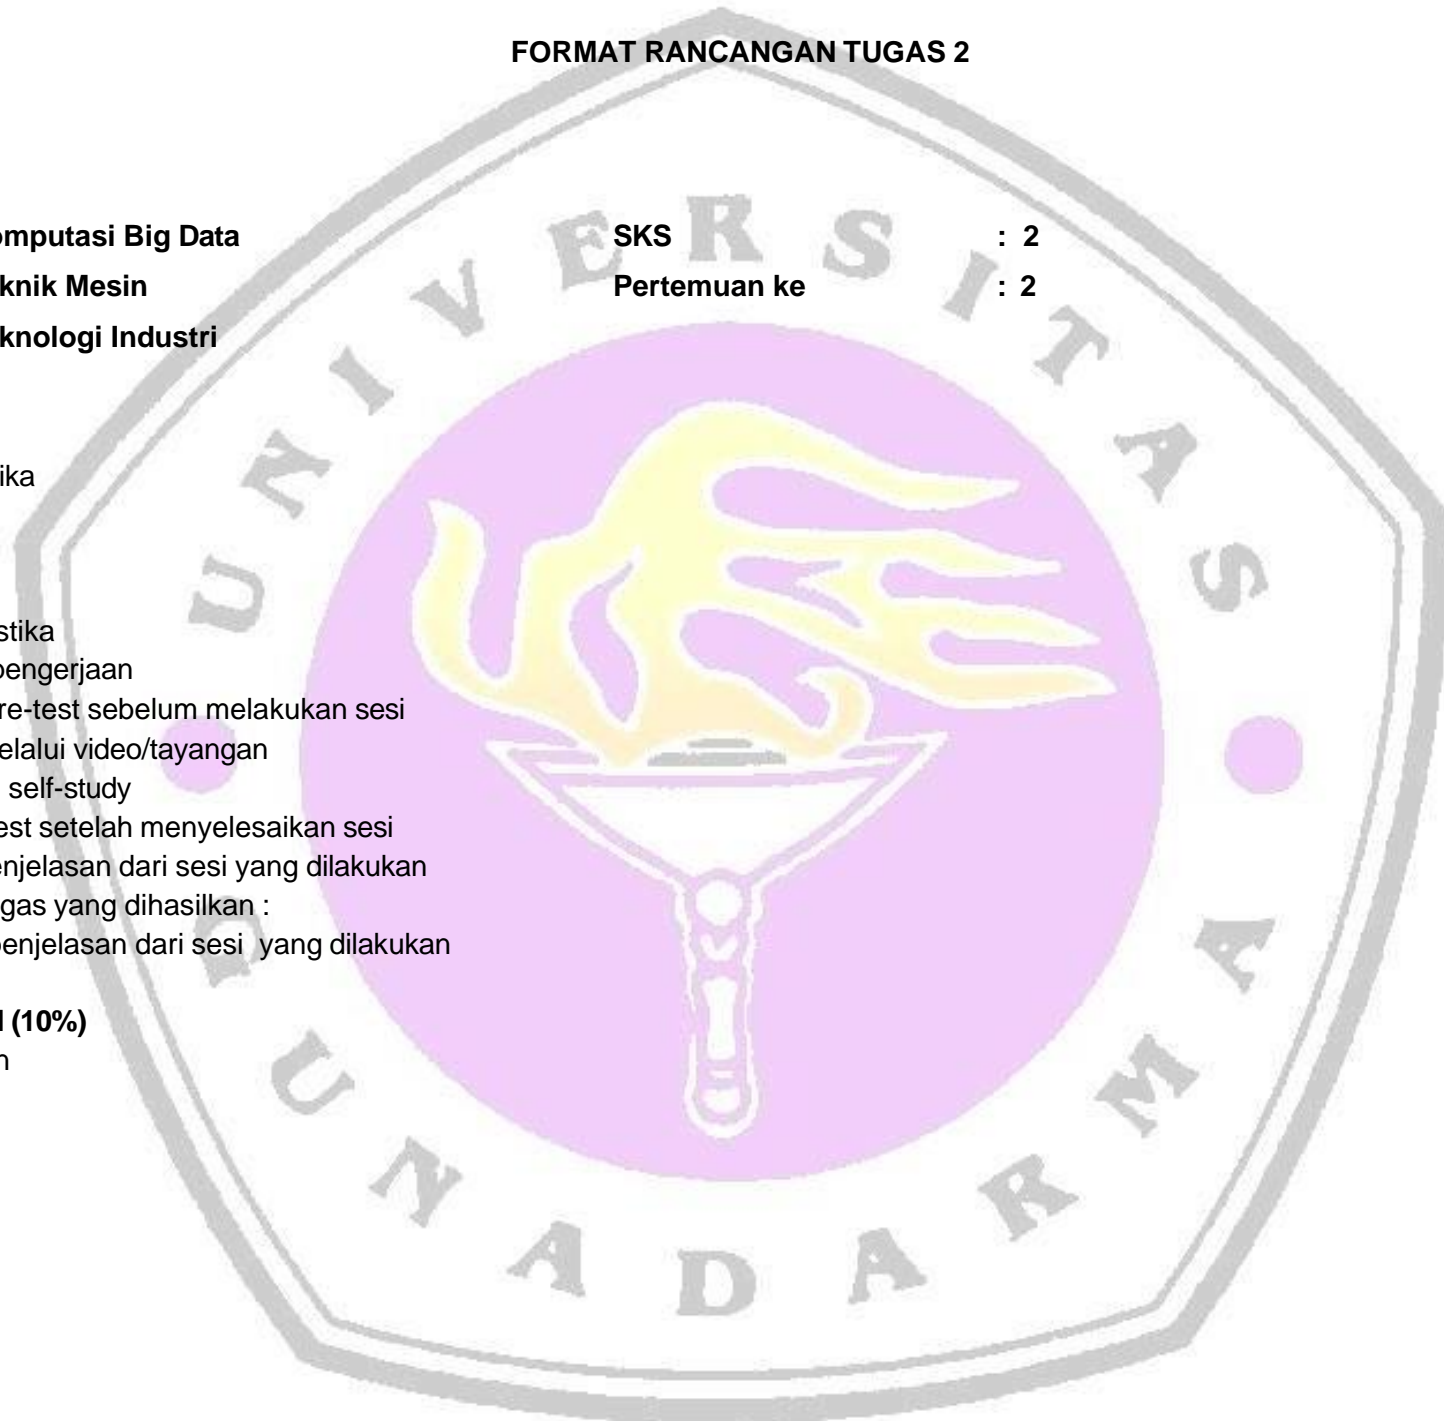 FORMAT RANCANGAN TUGAS 2
omputasi Big Data SKS : 2
knik Mesin Pertemuan ke : 2
knologi Industri
ika
stika
pengerjaan
re-test sebelum melakukan sesi
elalui video/tayangan
self-study
est setelah menyelesaikan sesi
enjelasan dari sesi yang dilakukan
gas yang dihasilkan :
penjelasan dari sesi yang dilakukan
(10%)
n
UNIVERSITAS
GUNADARMA